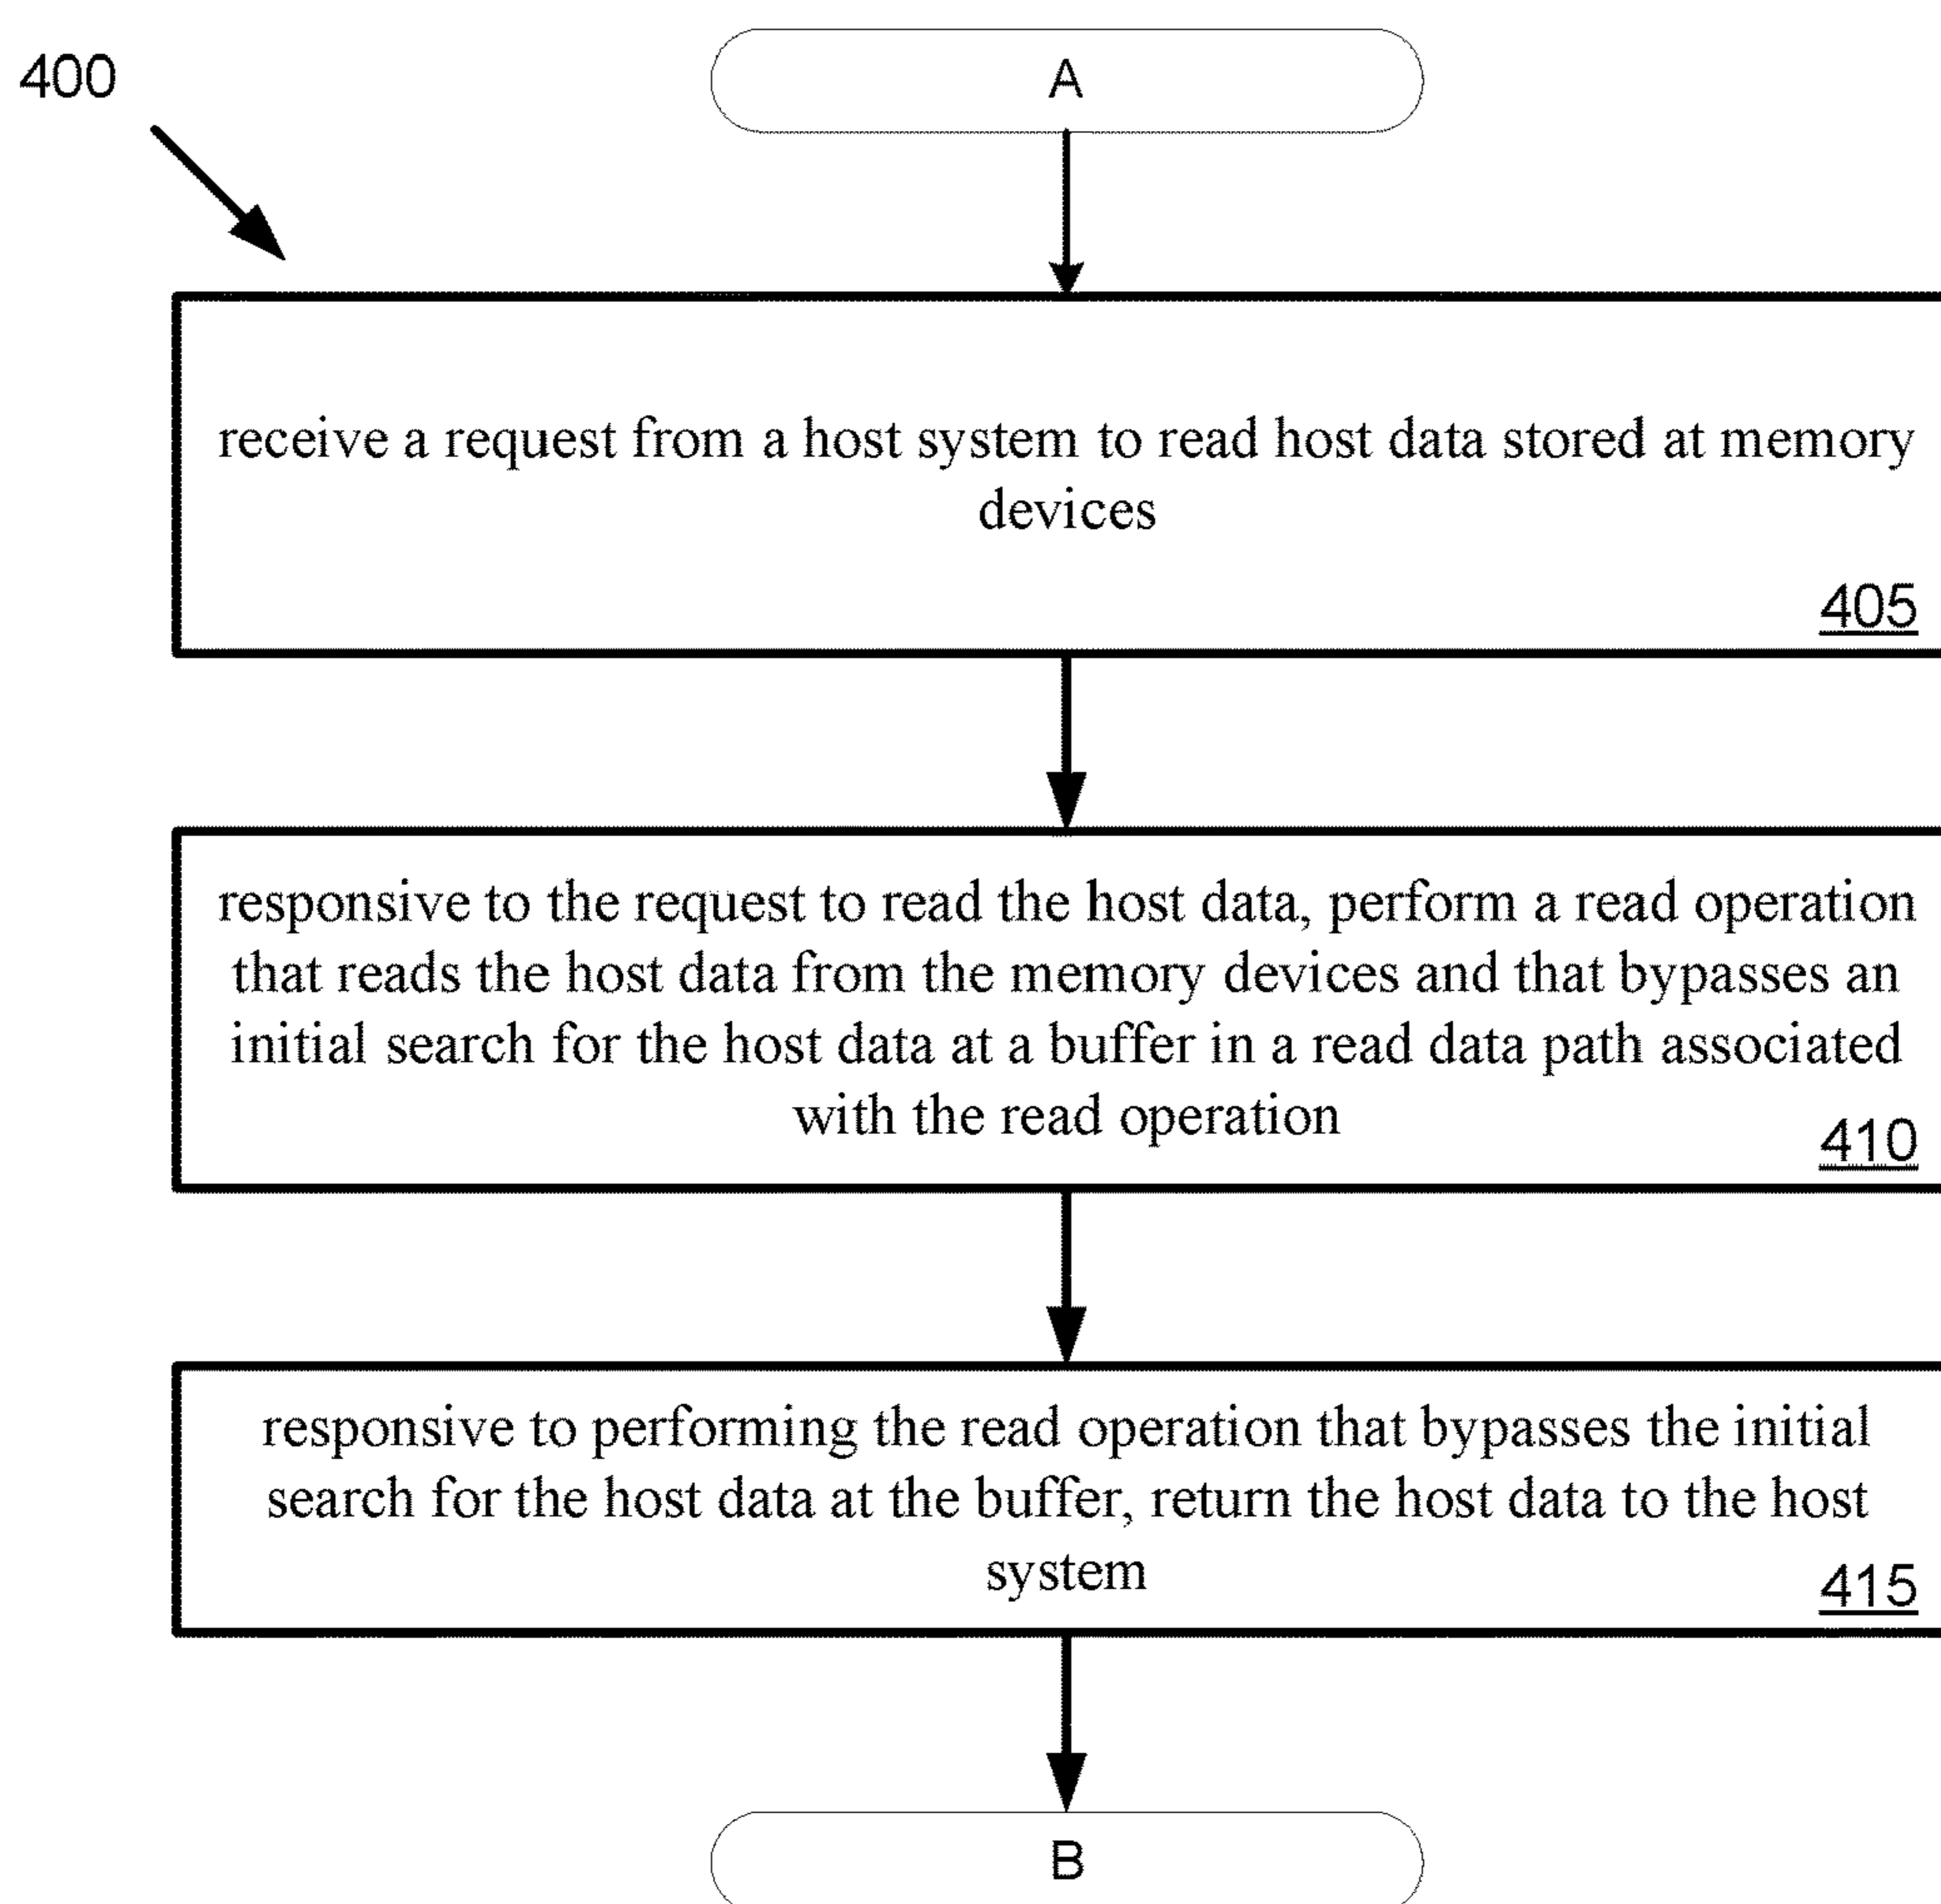 400
A
receive a request from a host system to read host data stored at memory
devices
405
responsive to the request to read the host data, perform a read operation
that reads the host data from the memory devices and that bypasses an
initial search for the host data at a buffer in a read data path associated
with the read operation
410
responsive to performing the read operation that bypasses the initial
search for the host data at the buffer, return the host data to the host
system
415
B